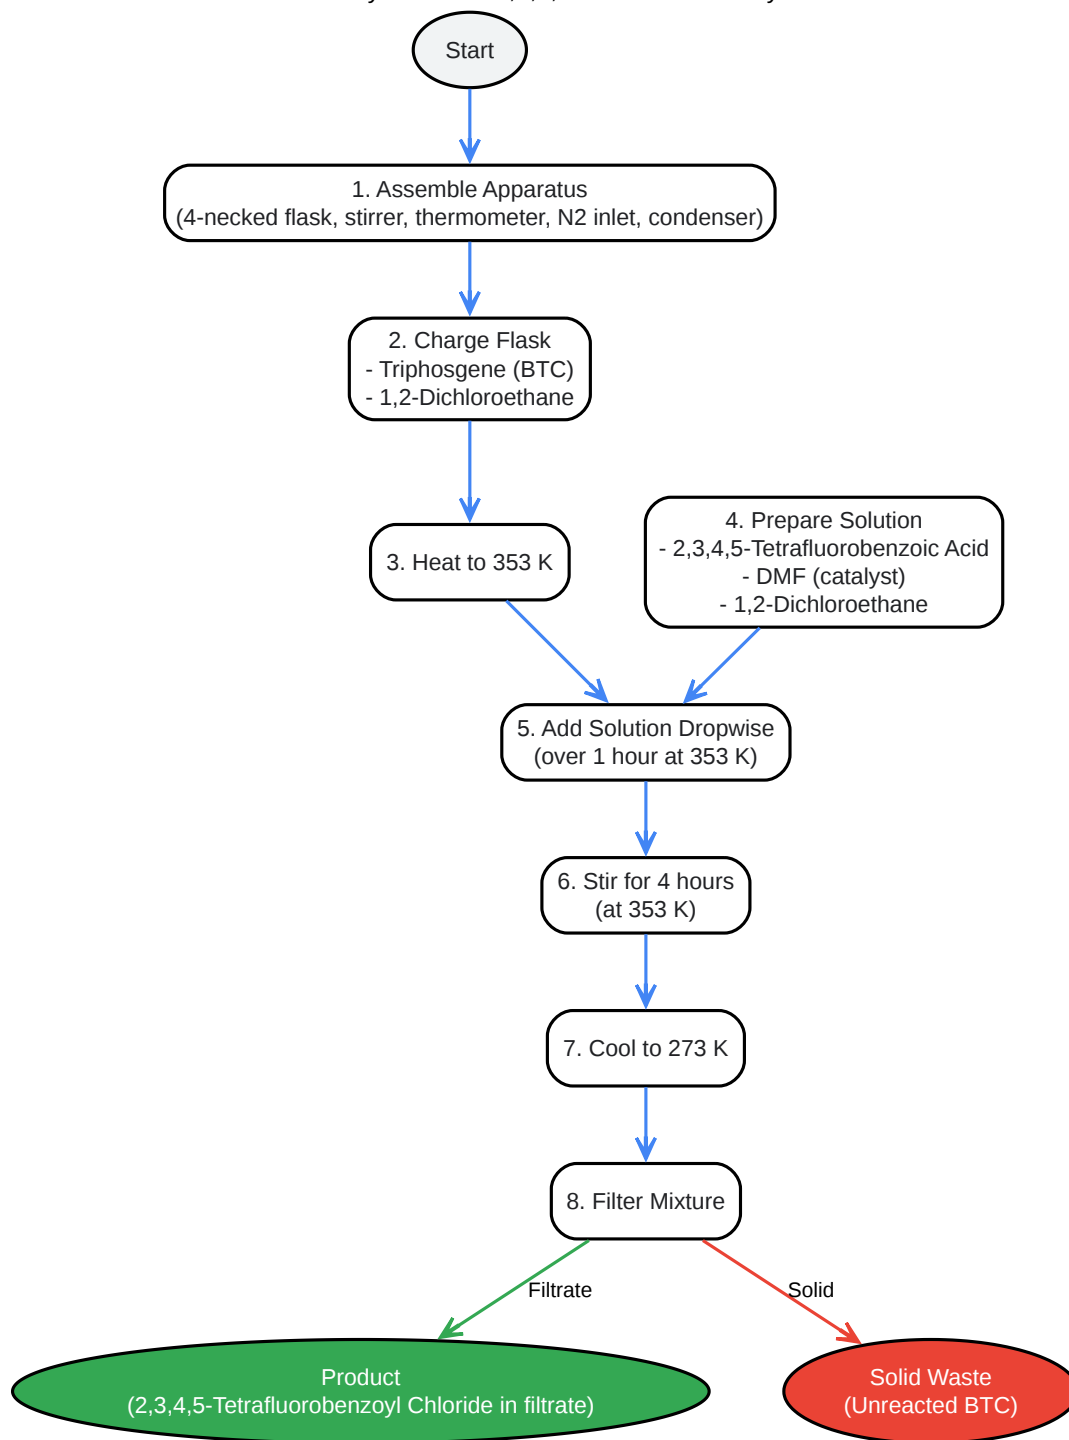 Start
1. Assemble Apparatus
(4-necked flask, stirrer, thermometer, N2 inlet, condenser)
2. Charge Flask
- Triphosgene (BTC)
- 1,2-Dichloroethane
3. Heat to 353 K
4. Prepare Solution
- 2,3,4,5-Tetrafluorobenzoic Acid
- DMF (catalyst)
- 1,2-Dichloroethane
5. Add Solution Dropwise
(over 1 hour at 353 K)
6. Stir for 4 hours
(at 353 K)
7. Cool to 273 K
8. Filter Mixture
Filtrate
Solid
Product
(2,3,4,5-Tetrafluorobenzoyl Chloride in filtrate)
Solid Waste
(Unreacted BTC)